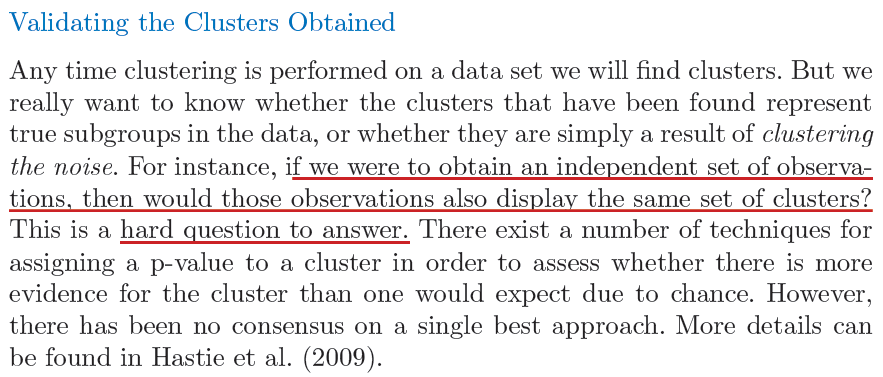 Validating the Clusters Obtained
Any time clustering is performed on a data set we will find clusters. But we
really want to know whether the clusters that have been found represent
true subgroups in the data, or whether they are simply a result of clustering
the noise. For instance, if we were to obtain an independent set of observa-
tions, then would those observations also display the same set of clusters?
This is a hard question to answer. There exist a number of techniques for
assigning a p-value to a cluster in order to assess whether there is more
evidence for the cluster than one would expect due to chance. However,
there has been no consensus on a single best approach. More details can
be found in Hastie et al. (2009).